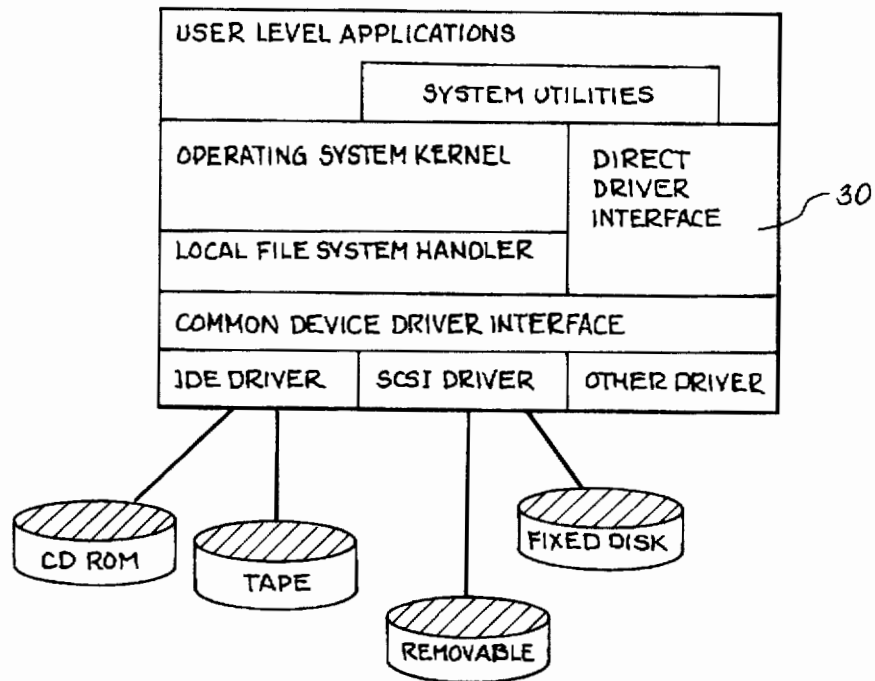 USER LEVEL APPLICATIONS
SYSTEM UTILITIES
OPERATING SYSTEM KERNEL
DIRECT
DRIVER
INTERFACE
30
LOCAL FILE SYSTEM HANDLER
COMMON DEVICE DRIVER INTERFACE
IDE DRIVER
SCSI DRIVER
OTHER DRIVER
CD ROM
TAPE
FIXED DISK
REMOVABLE